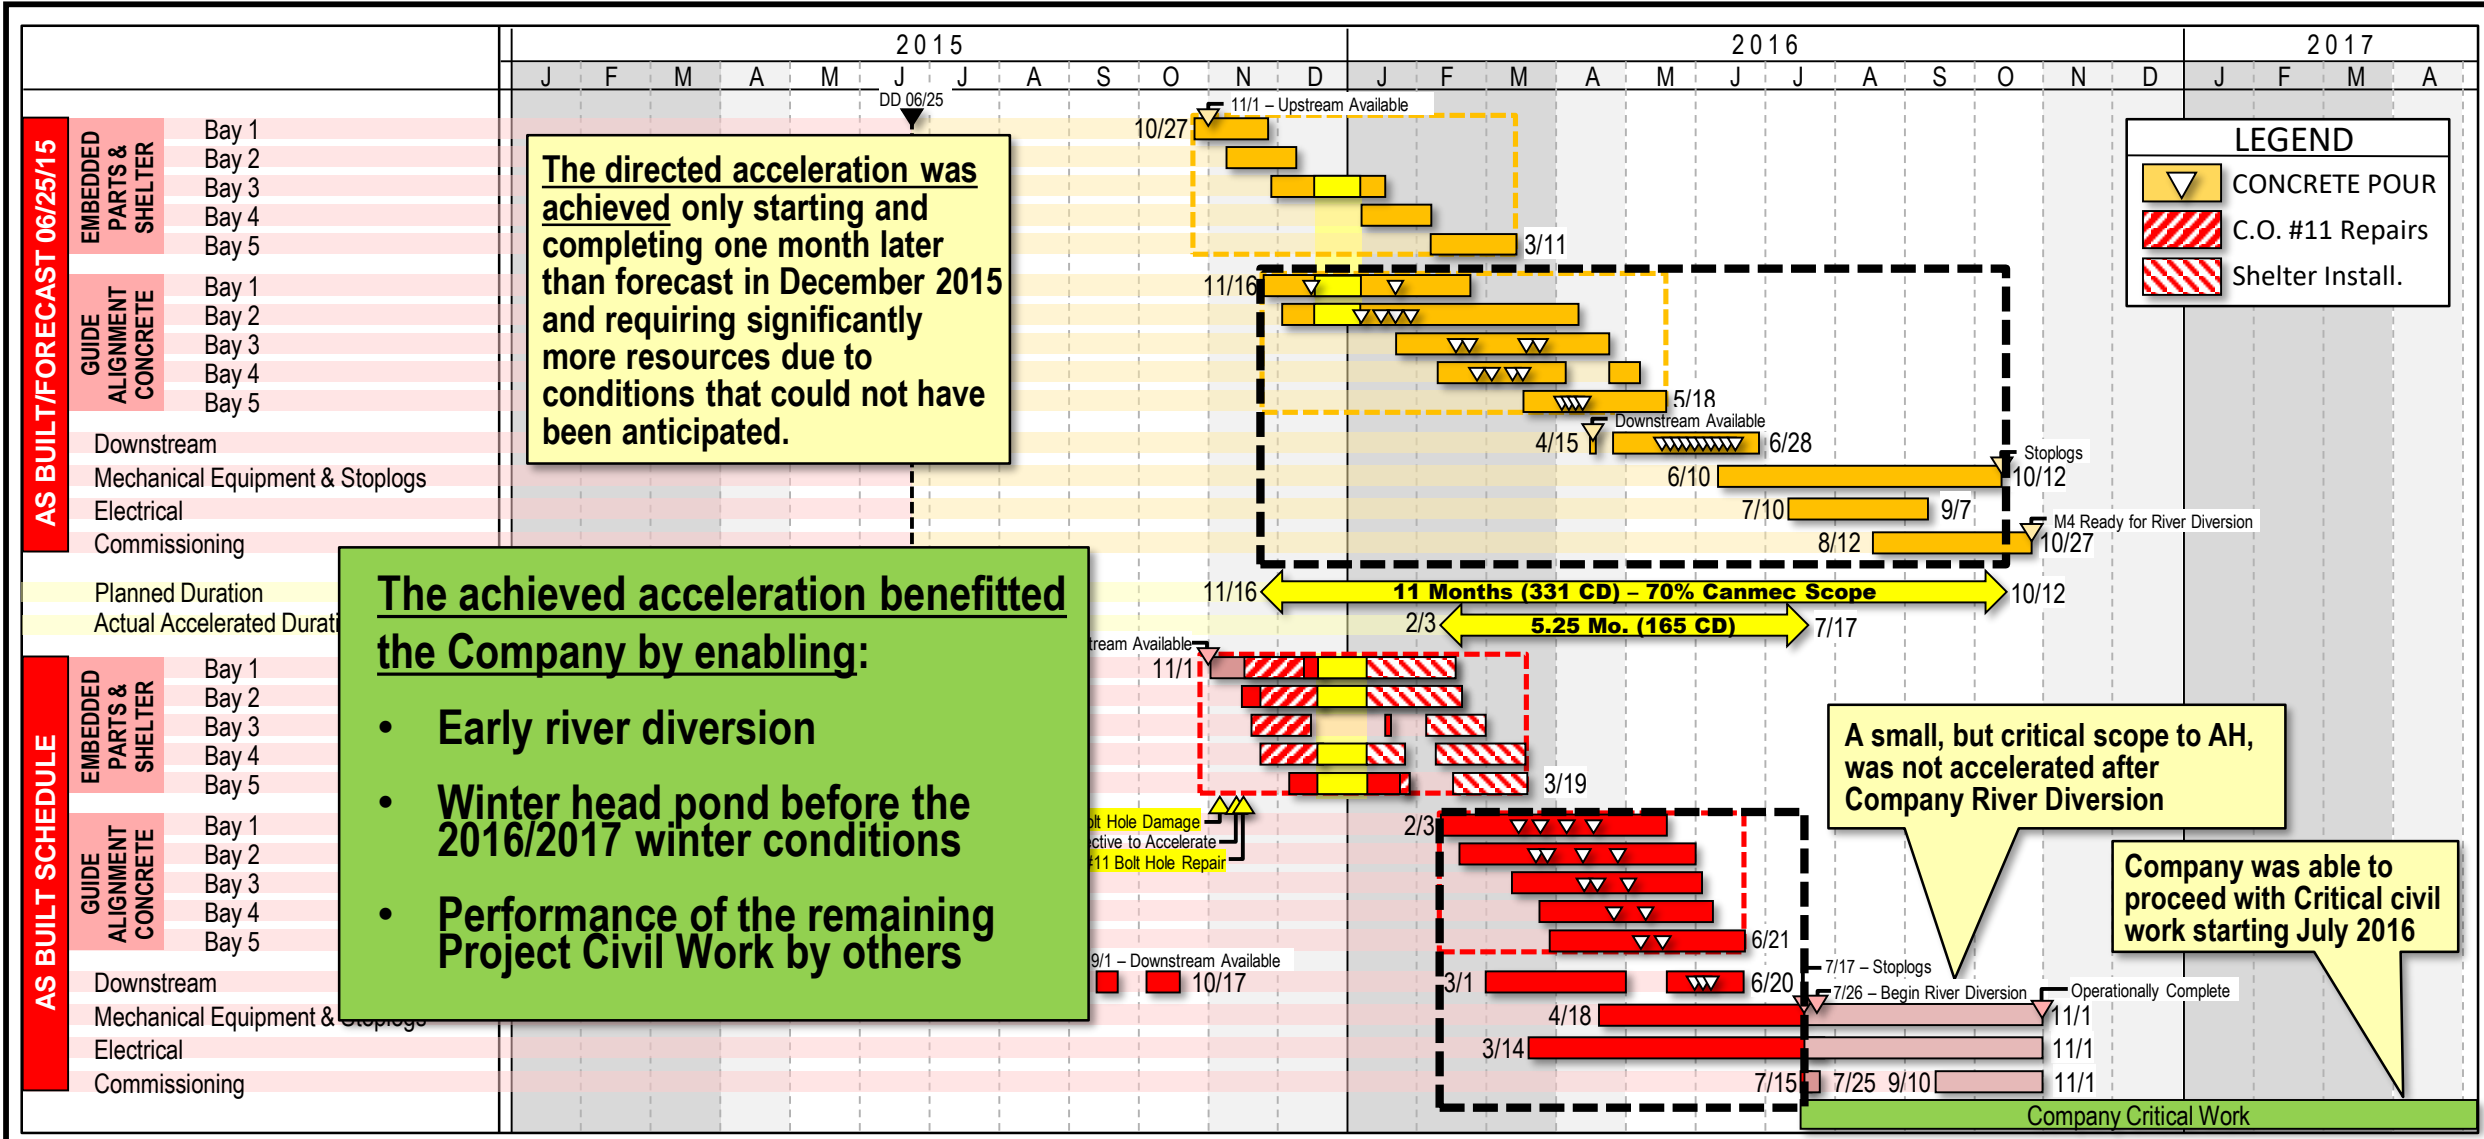 2015 2016 2017
J F M A M J J A S O N D J F M A M J J A S O N D J F M A
DD 06/25
AS BUILT/FORECAST 06/25/15
EMBEDDED
PARTS &
SHELTER
Bay 1
Bay 2
Bay 3
Bay 4
Bay 5
11/1 – Upstream Available
10/27
3/11
GUIDE
ALIGNMENT
CONCRETE
Bay 1
Bay 2
Bay 3
Bay 4
Bay 5
11/16
5/18
Downstream
4/15
Downstream Available
6/28
Mechanical Equipment & Stoplogs
6/10
Stoplogs
10/12
Electrical
7/10
9/7
Commissioning
8/12
M4 Ready for River Diversion
10/27
LEGEND
CONCRETE POUR
C.O. #11 Repairs
Shelter Install.
The directed acceleration was
achieved only starting and
completing one month later
than forecast in December 2015
and requiring significantly
more resources due to
conditions that could not have
been anticipated.
Planned Duration
11/16
11 Months (331 CD) – 70% Canmec Scope
10/12
Actual Accelerated Durati
2/3
5.25 Mo. (165 CD)
7/17
The achieved acceleration benefitted
the Company by enabling:
• Early river diversion
• Winter head pond before the
2016/2017 winter conditions
• Performance of the remaining
Project Civil Work by others
AS BUILT SCHEDULE
EMBEDDED
PARTS &
SHELTER
Bay 1
Bay 2
Bay 3
Bay 4
Bay 5
tream Available
11/1
3/19
olt Hole Damage
ective to Accelerate
#11 Bolt Hole Repair
GUIDE
ALIGNMENT
CONCRETE
Bay 1
Bay 2
Bay 3
Bay 4
Bay 5
2/3
6/21
Downstream
9/1 – Downstream Available
10/17
3/1
6/20
7/17 – Stoplogs
7/26 – Begin River Diversion
Operationally Complete
Mechanical Equipment & Stoplogs
4/18
11/1
Electrical
3/14
11/1
Commissioning
7/15
7/25
9/10
11/1
A small, but critical scope to AH,
was not accelerated after
Company River Diversion
Company was able to
proceed with Critical civil
work starting July 2016
Company Critical Work